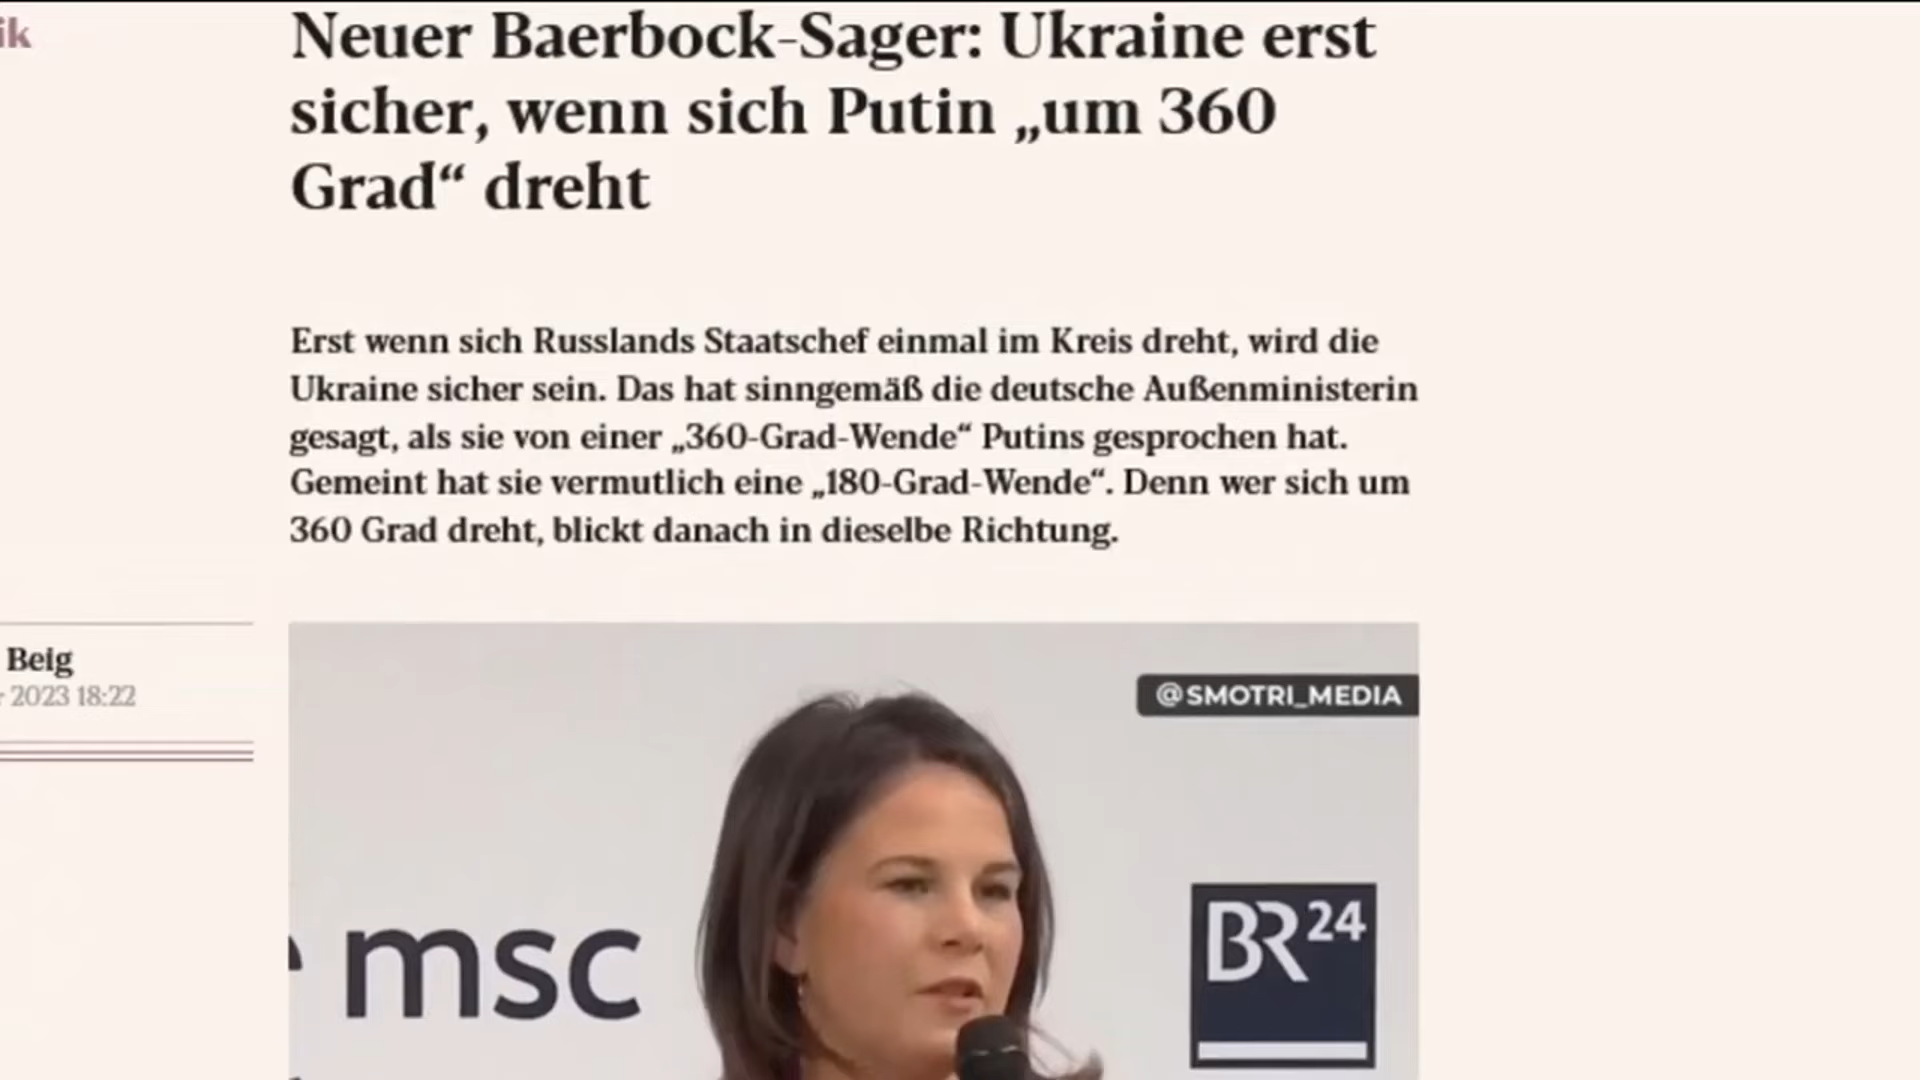 ik
Neuer Baerbock-Sager: Ukraine erst
sicher, wenn sich Putin „um 360
Grad“ dreht
Erst wenn sich Russlands Staatschef einmal im Kreis dreht, wird die
Ukraine sicher sein. Das hat sinngemäß die deutsche Außenministerin
gesagt, als sie von einer „360-Grad-Wende“ Putins gesprochen hat.
Gemeint hat sie vermutlich eine „180-Grad-Wende“. Denn wer sich um
360 Grad dreht, blickt danach in dieselbe Richtung.
Beig
2023 18:22
@SMOTRI_MEDIA
msc
BR24